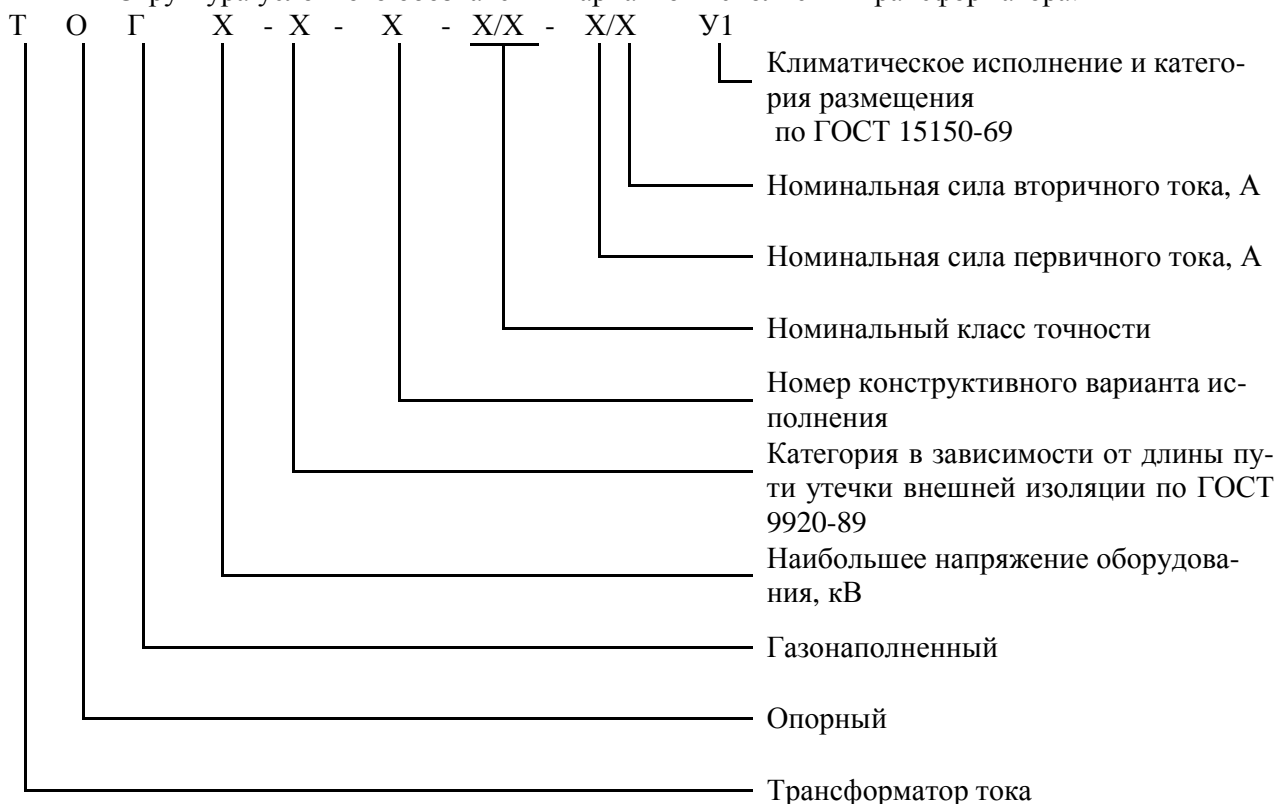 Т О Г Х - Х - Х - Х/Х - Х/Х У1
Климатическое исполнение и катего-
рия размещения
по ГОСТ 15150-69
Номинальная сила вторичного тока, А
Номинальная сила первичного тока, А
Номинальный класс точности
Номер конструктивного варианта ис-
полнения
Категория в зависимости от длины пу-
ти утечки внешней изоляции по ГОСТ
9920-89
Наибольшее напряжение оборудова-
ния, кВ
Газонаполненный
Опорный
Трансформатор тока